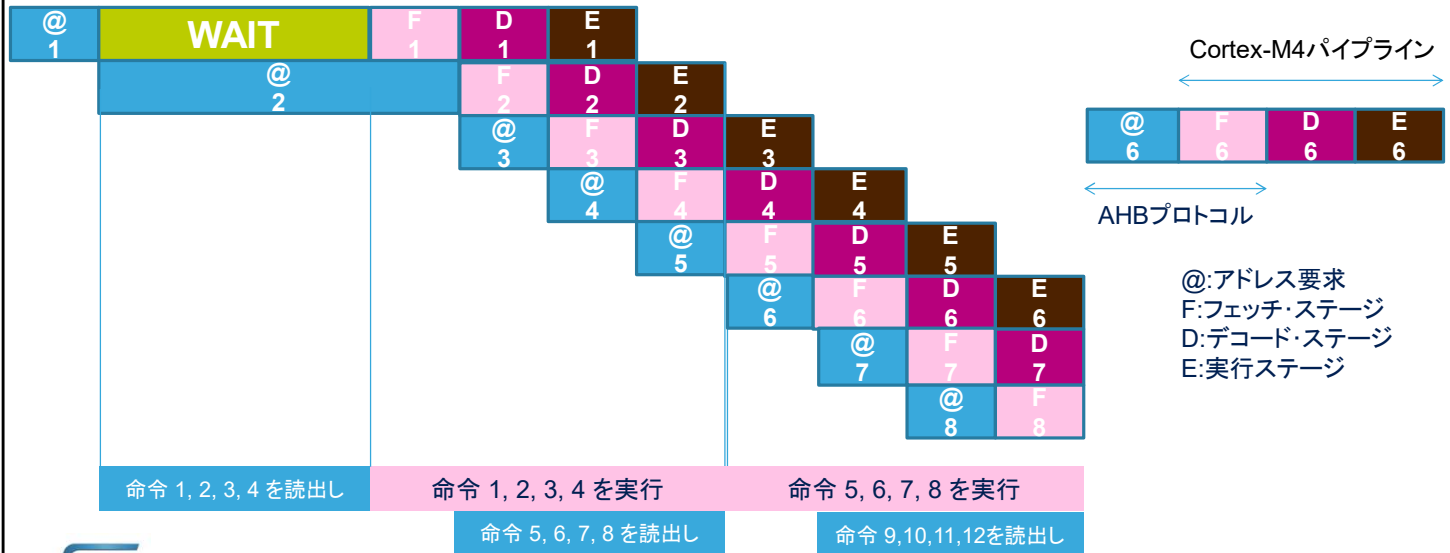 @ 1 WAIT F 1 D 1 E 1
@ 2 F 2 D 2 E 2
@ 3 F 3 D 3 E 3
@ 4 F 4 D 4 E 4
@ 5 F 5 D 5 E 5
@ 6 F 6 D 6 E 6
@ 7 F 7 D 7
@ 8 F 8
Cortex-M4パイプライン
@ 6 F 6 D 6 E 6
AHBプロトコル
@:アドレス要求
F:フェッチ・ステージ
D:デコード・ステージ
E:実行ステージ
命令 1, 2, 3, 4 を読出し
命令 1, 2, 3, 4 を実行
命令 5, 6, 7, 8 を実行
命令 5, 6, 7, 8 を読出し
命令 9,10,11,12を読出し